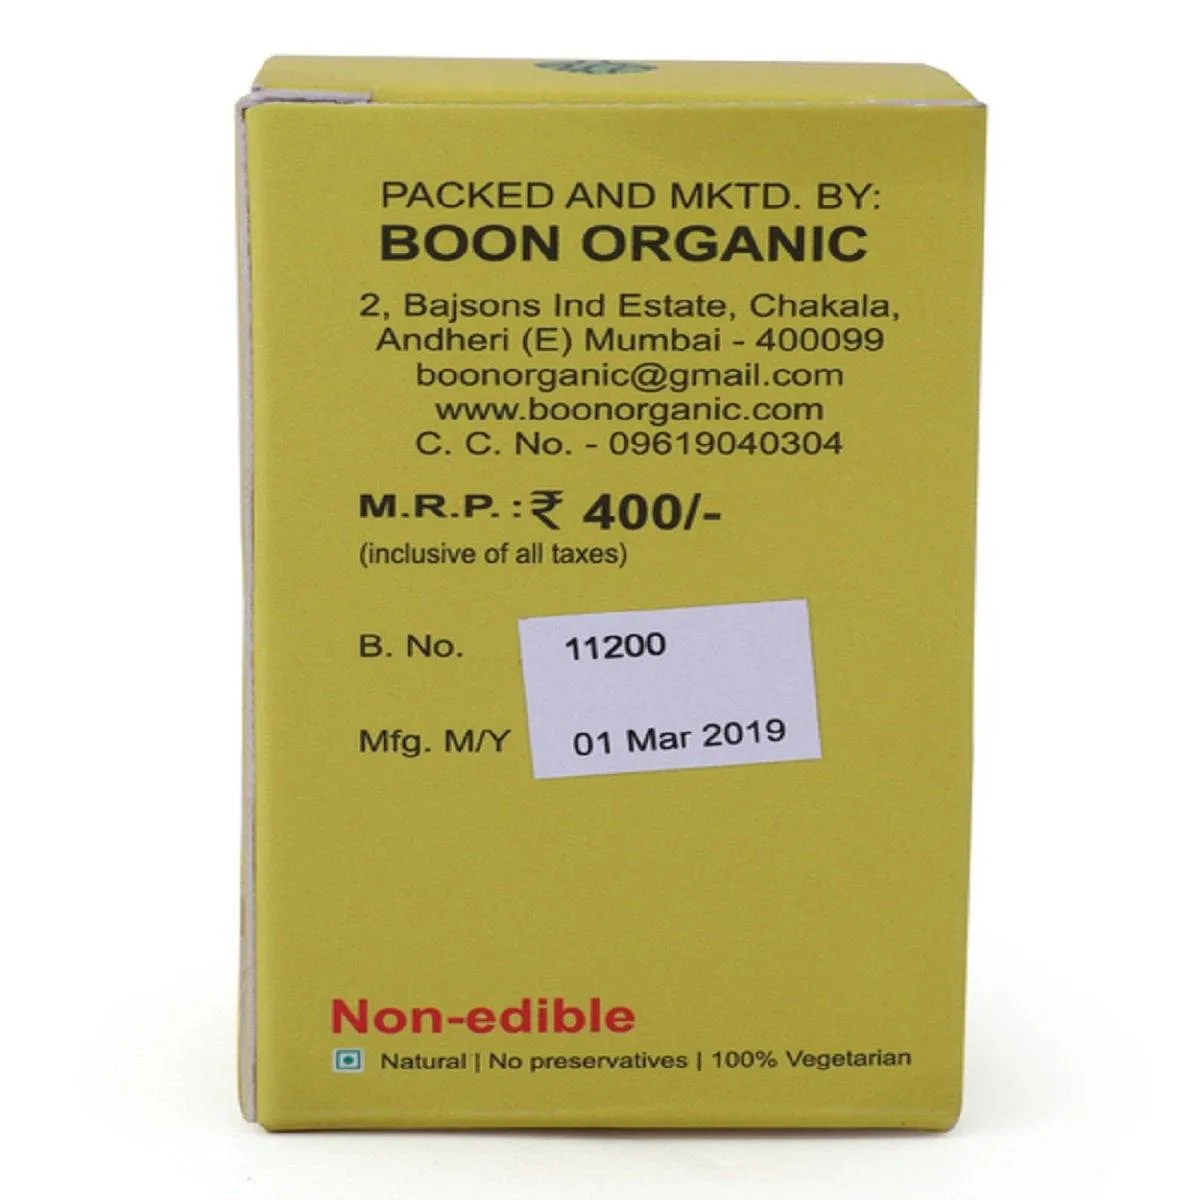 PACKED AND MKTD. BY:
BOON ORGANIC
2, Bajsons Ind Estate, Chakala,
Andheri (E) Mumbai - 400099
boonorganic@gmail.com
www.boonorganic.com
C. C. No. - 09619040304
M.R.P. : ₹ 400/-
(inclusive of all taxes)
B. No. 11200
Mfg. M/Y 01 Mar 2019
Non-edible
Natural | No preservatives | 100% Vegetarian